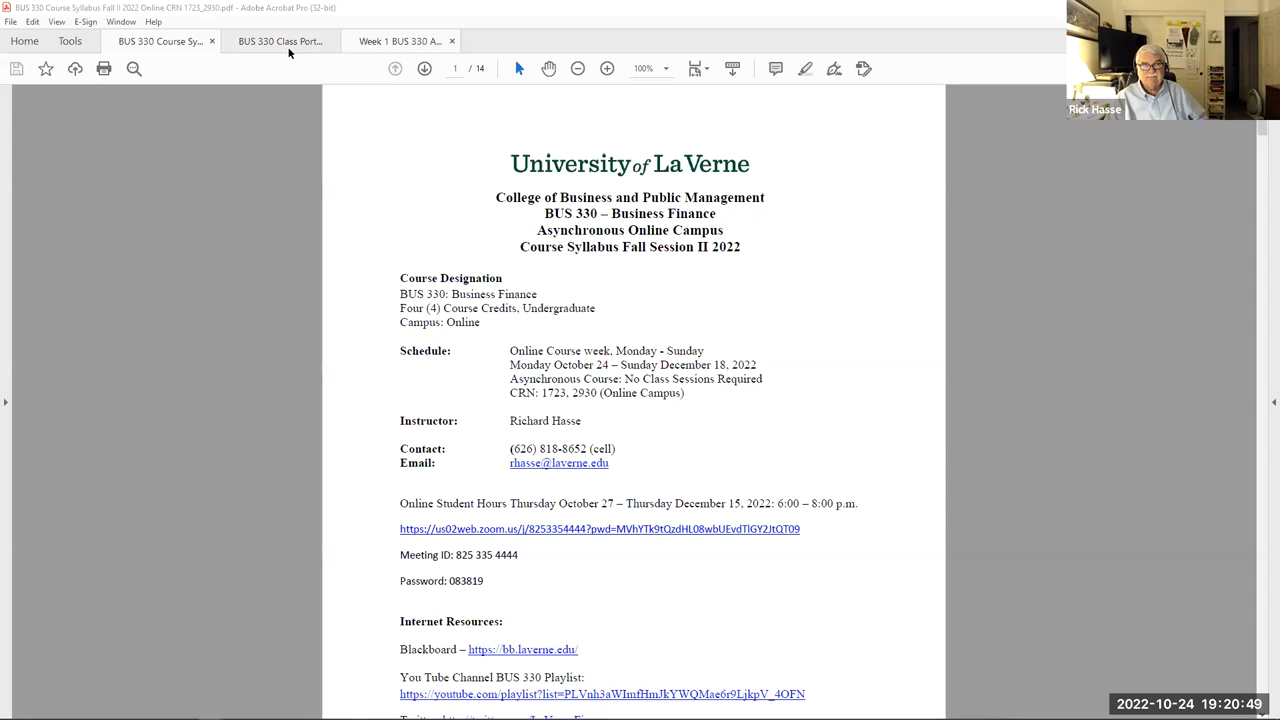 BUS 330 Course Syllabus Fall II 2022 Online CRN 1723_2930.pdf - Adobe Acrobat Pro (32-bit)
File Edit View E-Sign Window Help
Home Tools BUS 330 Course Sy... × BUS 330 Class Port... Week 1 BUS 330 A... ×
1 / 14 100%
Rick Hasse
University of La Verne
College of Business and Public Management
BUS 330 – Business Finance
Asynchronous Online Campus
Course Syllabus Fall Session II 2022
Course Designation
BUS 330: Business Finance
Four (4) Course Credits, Undergraduate
Campus: Online
Schedule: Online Course week, Monday - Sunday
Monday October 24 – Sunday December 18, 2022
Asynchronous Course: No Class Sessions Required
CRN: 1723, 2930 (Online Campus)
Instructor: Richard Hasse
Contact: (626) 818-8652 (cell)
Email: rhasse@laverne.edu
Online Student Hours Thursday October 27 – Thursday December 15, 2022: 6:00 – 8:00 p.m.
https://us02web.zoom.us/j/8253354444?pwd=MVhYTk9tQzdHL08wbUEvdTlGY2JtQT09
Meeting ID: 825 335 4444
Password: 083819
Internet Resources:
Blackboard – https://bb.laverne.edu/
You Tube Channel BUS 330 Playlist:
https://youtube.com/playlist?list=PLVnh3aWImfHmJkYWQMae6r9LjkpV_4OFN
2022-10-24 19:20:49